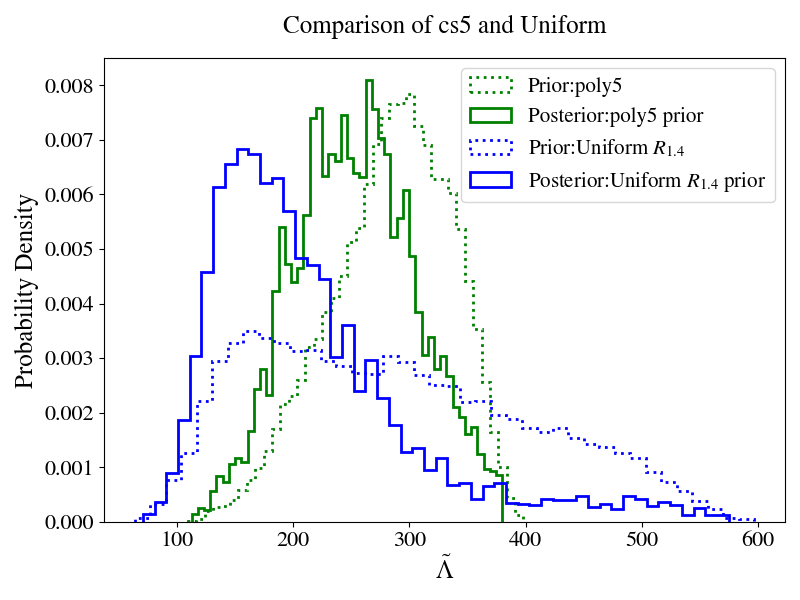 Comparison of cs5 and Uniform
Prior:poly5
Posterior:poly5 prior
Prior:Uniform R₁.₄
Posterior:Uniform R₁.₄ prior
Probability Density
0.008
0.007
0.006
0.005
0.004
0.003
0.002
0.001
0.000
100 200 300 400 500 600
Λ̃